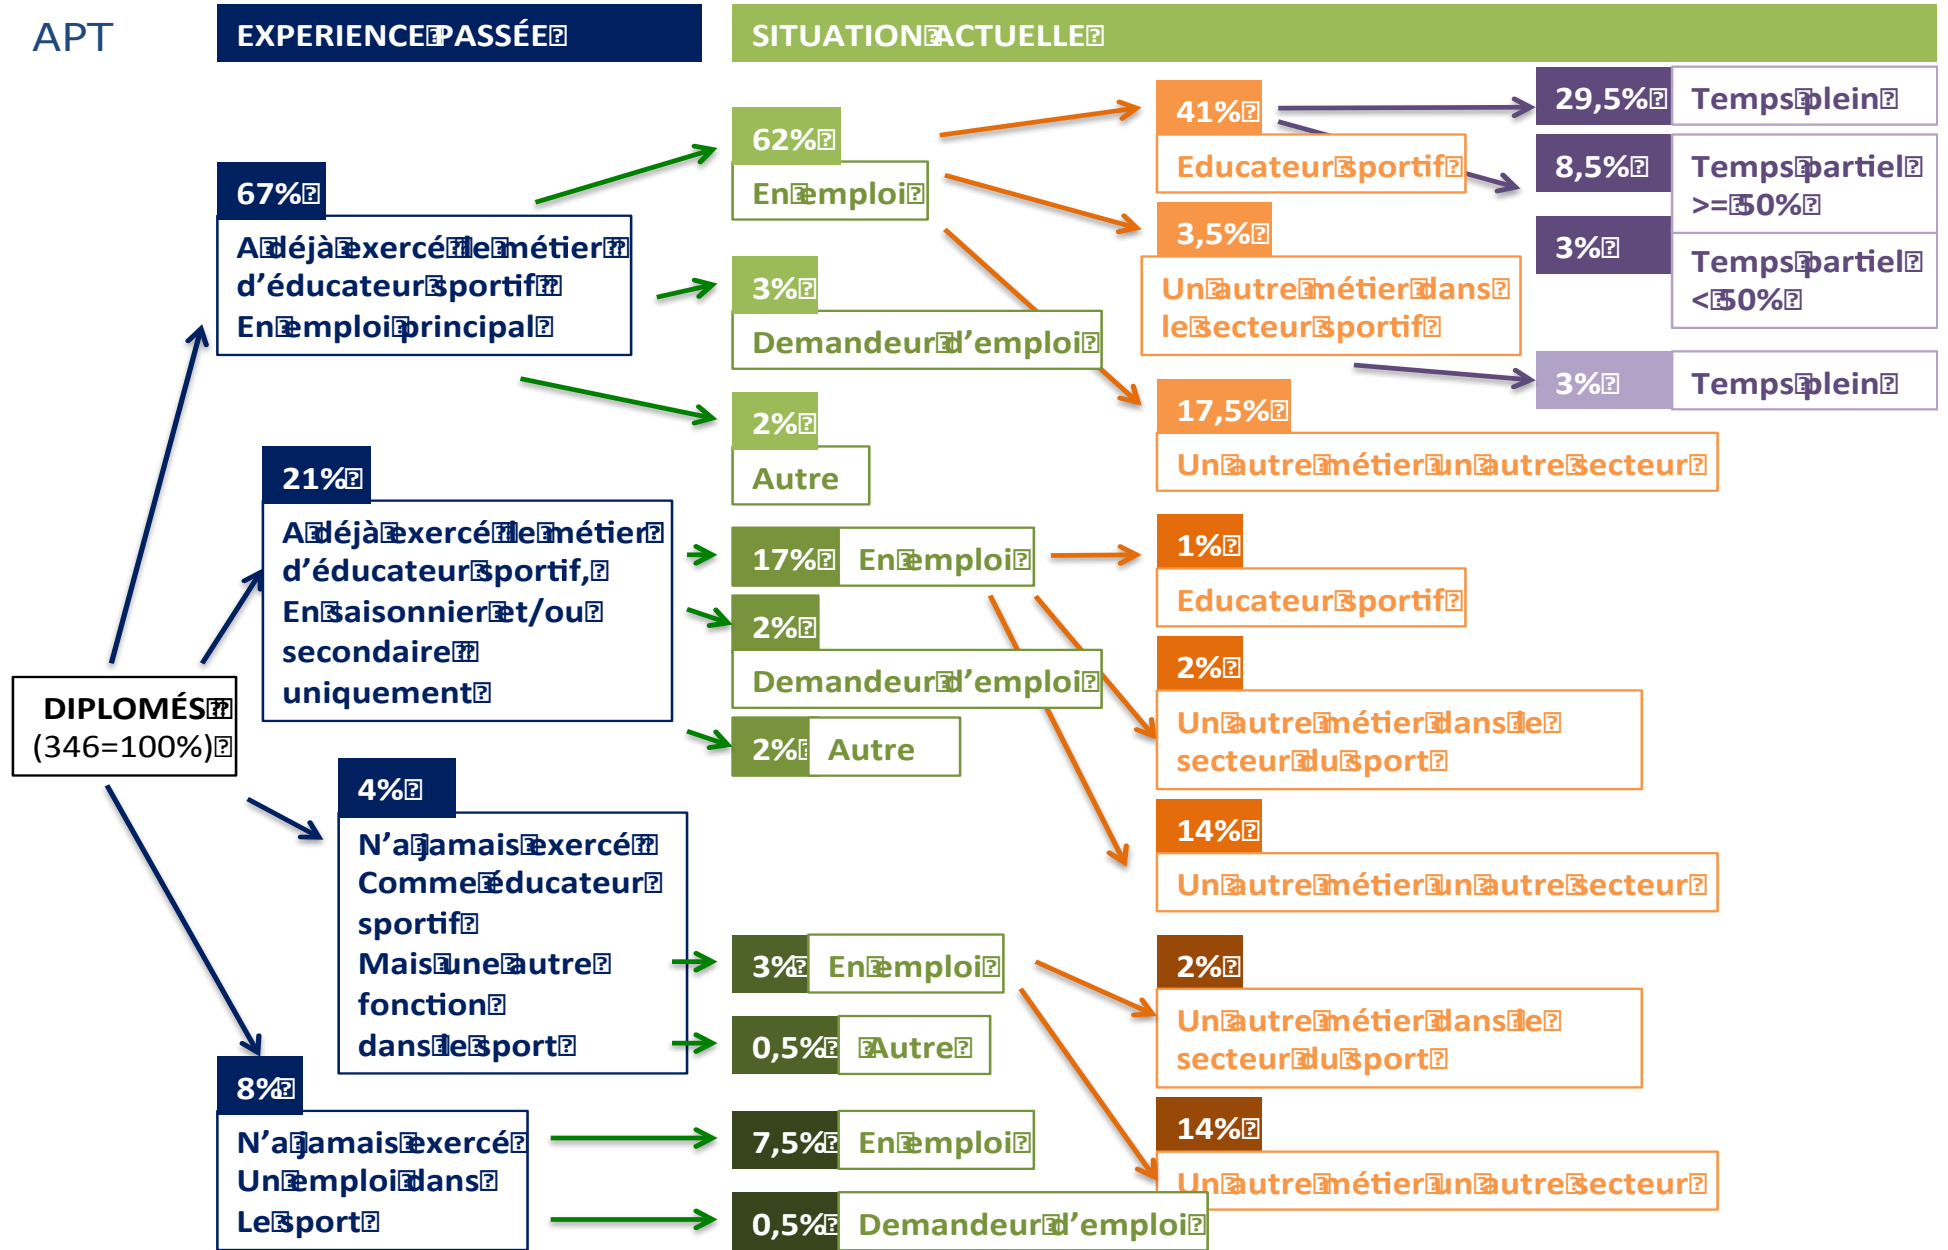 APT
EXPERIENCE PASSÉE
SITUATION ACTUELLE
DIPLOMÉS
(346=100%)
67%
A déjà exercé le métier
d'éducateur sportif
En emploi principal
21%
A déjà exercé le métier
d'éducateur sportif,
En saisonnier et/ou
secondaire
uniquement
4%
N'a jamais exercé
Comme éducateur
sportif
Mais une autre
fonction
dans le sport
8%
N'a jamais exercé
Un emploi dans
Le sport
62%
En emploi
3%
Demandeur d'emploi
2%
Autre
17% En emploi
2%
Demandeur d'emploi
2% Autre
3% En emploi
0,5% Autre
7,5% En emploi
0,5% Demandeur d'emploi
41%
Educateur sportif
3,5%
Un autre métier dans
le secteur sportif
17,5%
Un autre métier un autre secteur
1%
Educateur sportif
2%
Un autre métier dans le
secteur du sport
14%
Un autre métier un autre secteur
2%
Un autre métier dans le
secteur du sport
14%
Un autre métier un autre secteur
29,5% Temps plein
8,5% Temps partiel
>= 50%
3% Temps partiel
< 50%
3% Temps plein